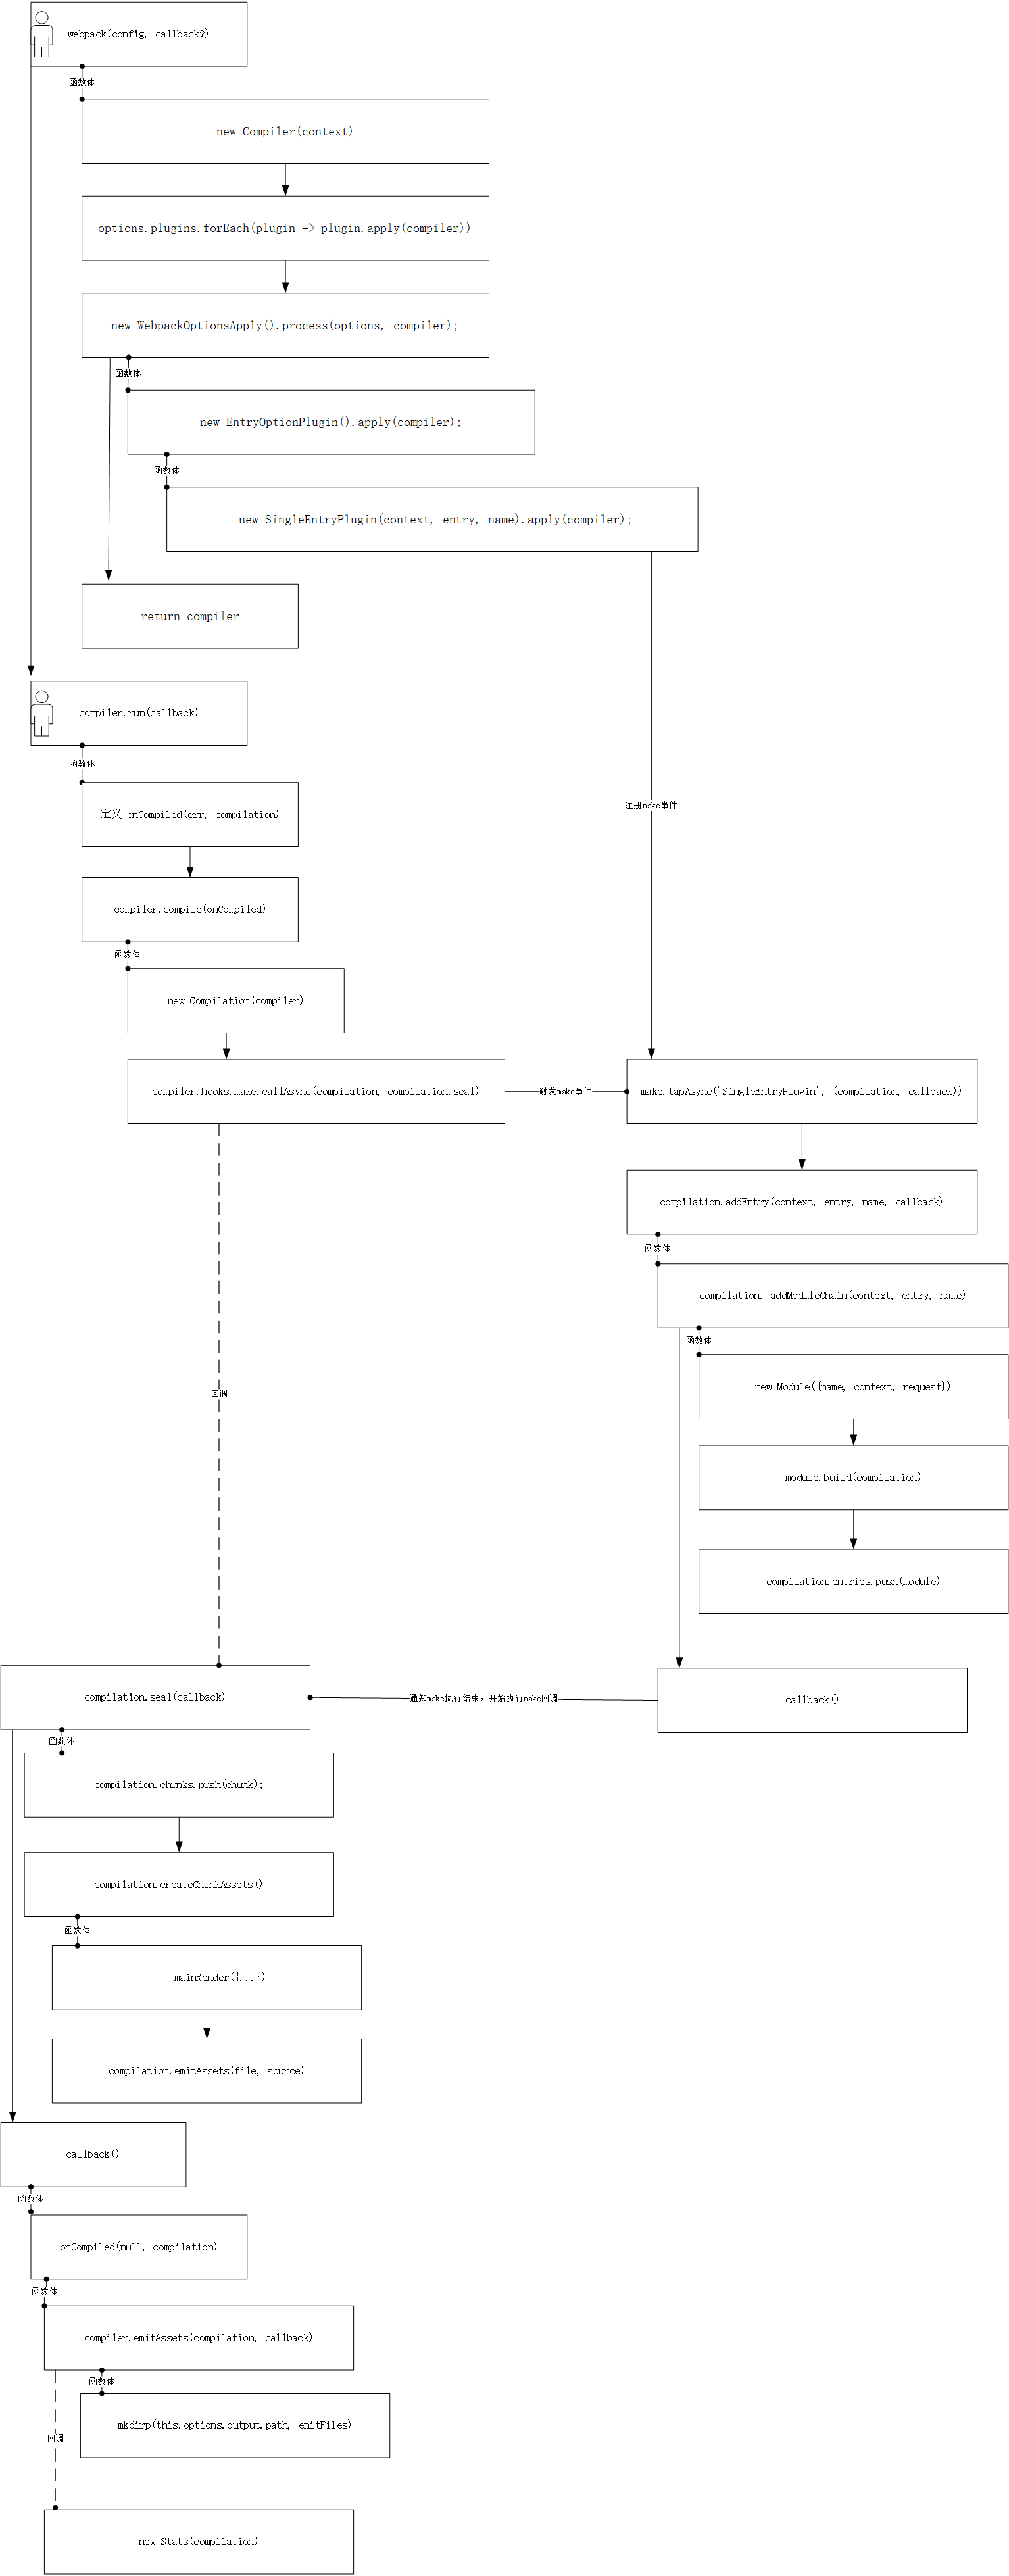 webpack(config, callback?)
函数体
new Compiler(context)
options.plugins.forEach(plugin => plugin.apply(compiler))
new WebpackOptionsApply().process(options, compiler);
函数体
new EntryOptionPlugin().apply(compiler);
函数体
new SingleEntryPlugin(context, entry, name).apply(compiler);
return compiler
compiler.run(callback)
函数体
定义 onCompiled(err, compilation)
注册make事件
compiler.compile(onCompiled)
函数体
new Compilation(compiler)
compiler.hooks.make.callAsync(compilation, compilation.seal)
触发make事件
make.tapAsync('SingleEntryPlugin', (compilation, callback))
compilation.addEntry(context, entry, name, callback)
函数体
compilation._addModuleChain(context, entry, name)
函数体
new Module({name, context, request})
回调
module.build(compilation)
compilation.entries.push(module)
compilation.seal(callback)
通知make执行结束，开始执行make回调
callback()
函数体
compilation.chunks.push(chunk);
compilation.createChunkAssets()
函数体
mainRender({...})
compilation.emitAssets(file, source)
callback()
函数体
onCompiled(null, compilation)
函数体
compiler.emitAssets(compilation, callback)
函数体
mkdirp(this.options.output.path, emitFiles)
回调
new Stats(compilation)